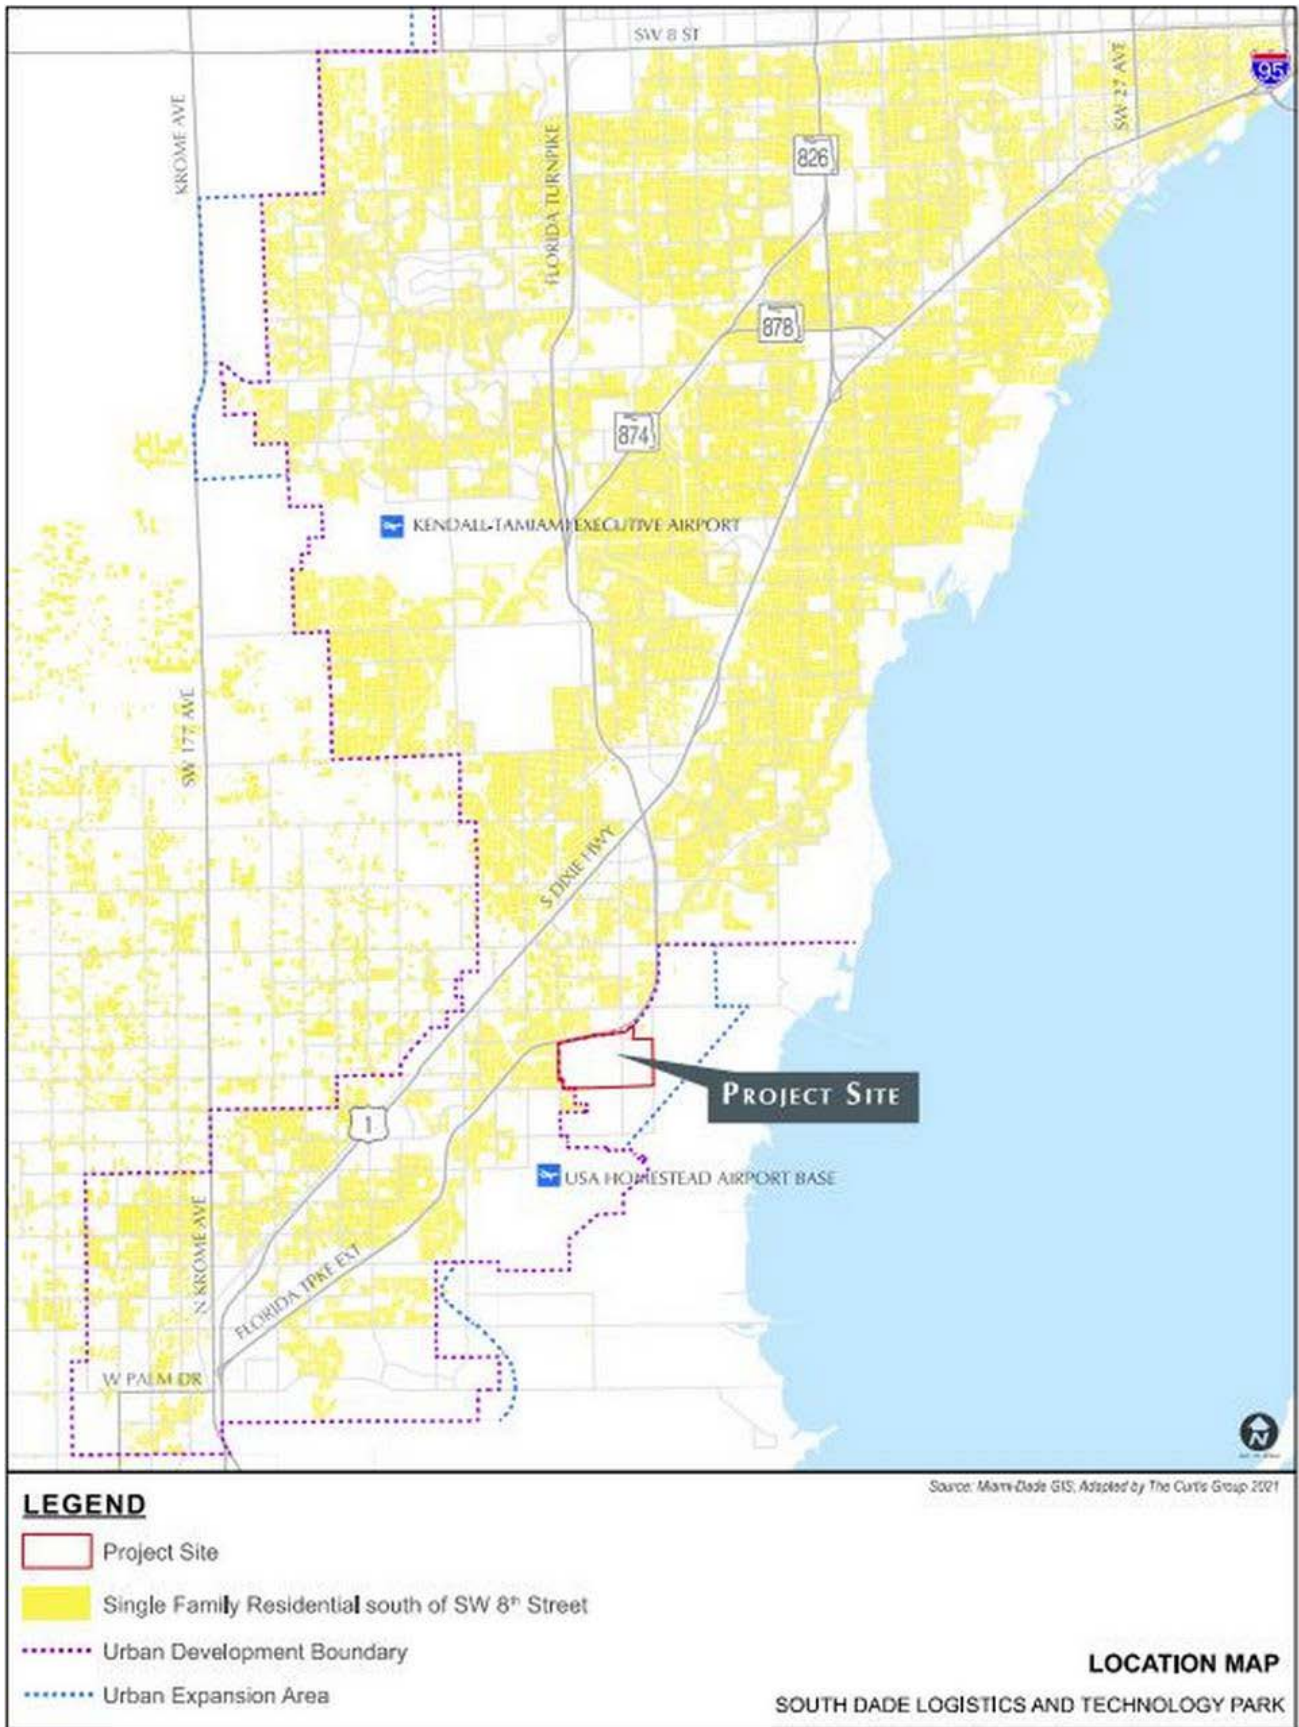 SW 8 ST
95
SW 27 AVE
KROME AVE
FLORIDA TURNPIKE
826
878
874
KENDALL-TAMIAMI EXECUTIVE AIRPORT
SW 177 AVE
S DIXIE HWY
PROJECT SITE
1
USA HOMESTEAD AIRPORT BASE
N KROME AVE
FLORIDA TPKE EXT
W PALM DR
N
Source: Miami-Dade GIS; Adapted by The Curtis Group 2021
LEGEND
Project Site
Single Family Residential south of SW 8th Street
Urban Development Boundary
Urban Expansion Area
LOCATION MAP
SOUTH DADE LOGISTICS AND TECHNOLOGY PARK